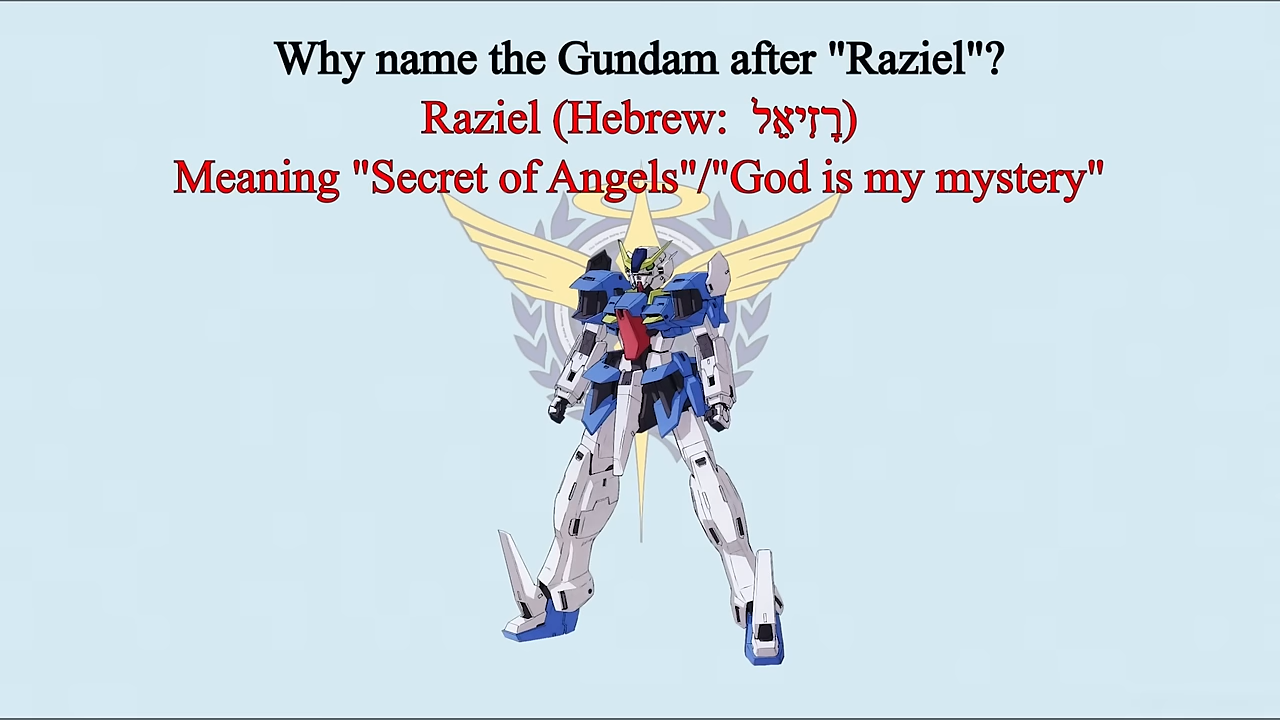 Why name the Gundam after "Raziel"?
Raziel (Hebrew: רָזִיאֵל)
Meaning "Secret of Angels"/"God is my mystery"